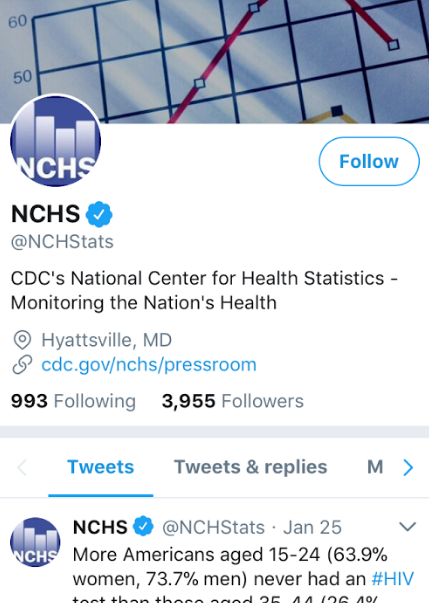 60
50
NCHS
Follow
NCHS
@NCHStats
CDC's National Center for Health Statistics -
Monitoring the Nation's Health
Hyattsville, MD
cdc.gov/nchs/pressroom
993 Following 3,955 Followers
Tweets Tweets & replies M
NCHS
NCHS @NCHStats · Jan 25
More Americans aged 15-24 (63.9%
women, 73.7% men) never had an #HIV
test than those aged 35-44 (26.4%